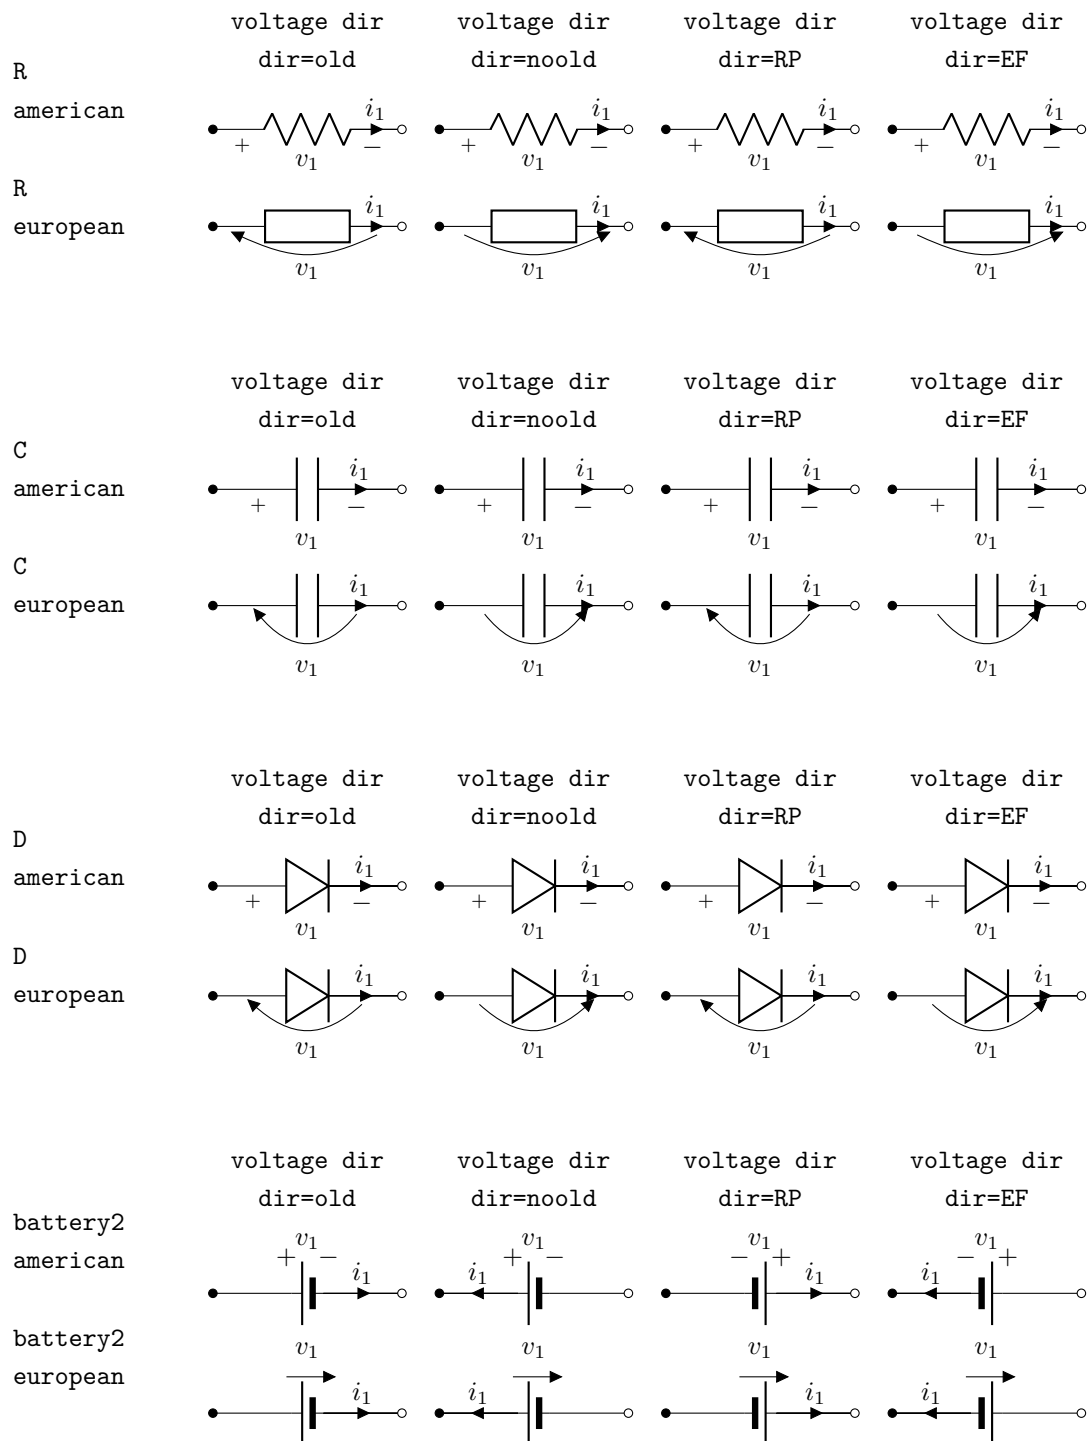 voltage dir voltage dir voltage dir voltage dir
dir=old dir=noold dir=RP dir=EF
R
american
i₁ i₁ i₁ i₁
+ − + − + − + −
v₁ v₁ v₁ v₁
R
european
i₁ i₁ i₁ i₁
v₁ v₁ v₁ v₁
voltage dir voltage dir voltage dir voltage dir
dir=old dir=noold dir=RP dir=EF
C
american
i₁ i₁ i₁ i₁
+ − + − + − + −
v₁ v₁ v₁ v₁
C
european
i₁ i₁ i₁ i₁
v₁ v₁ v₁ v₁
voltage dir voltage dir voltage dir voltage dir
dir=old dir=noold dir=RP dir=EF
D
american
i₁ i₁ i₁ i₁
+ − + − + − + −
v₁ v₁ v₁ v₁
D
european
i₁ i₁ i₁ i₁
v₁ v₁ v₁ v₁
voltage dir voltage dir voltage dir voltage dir
dir=old dir=noold dir=RP dir=EF
battery2
american
+ v₁ − + v₁ − − v₁ + − v₁ +
i₁ i₁ i₁ i₁
battery2
european
v₁ v₁ v₁ v₁
i₁ i₁ i₁ i₁